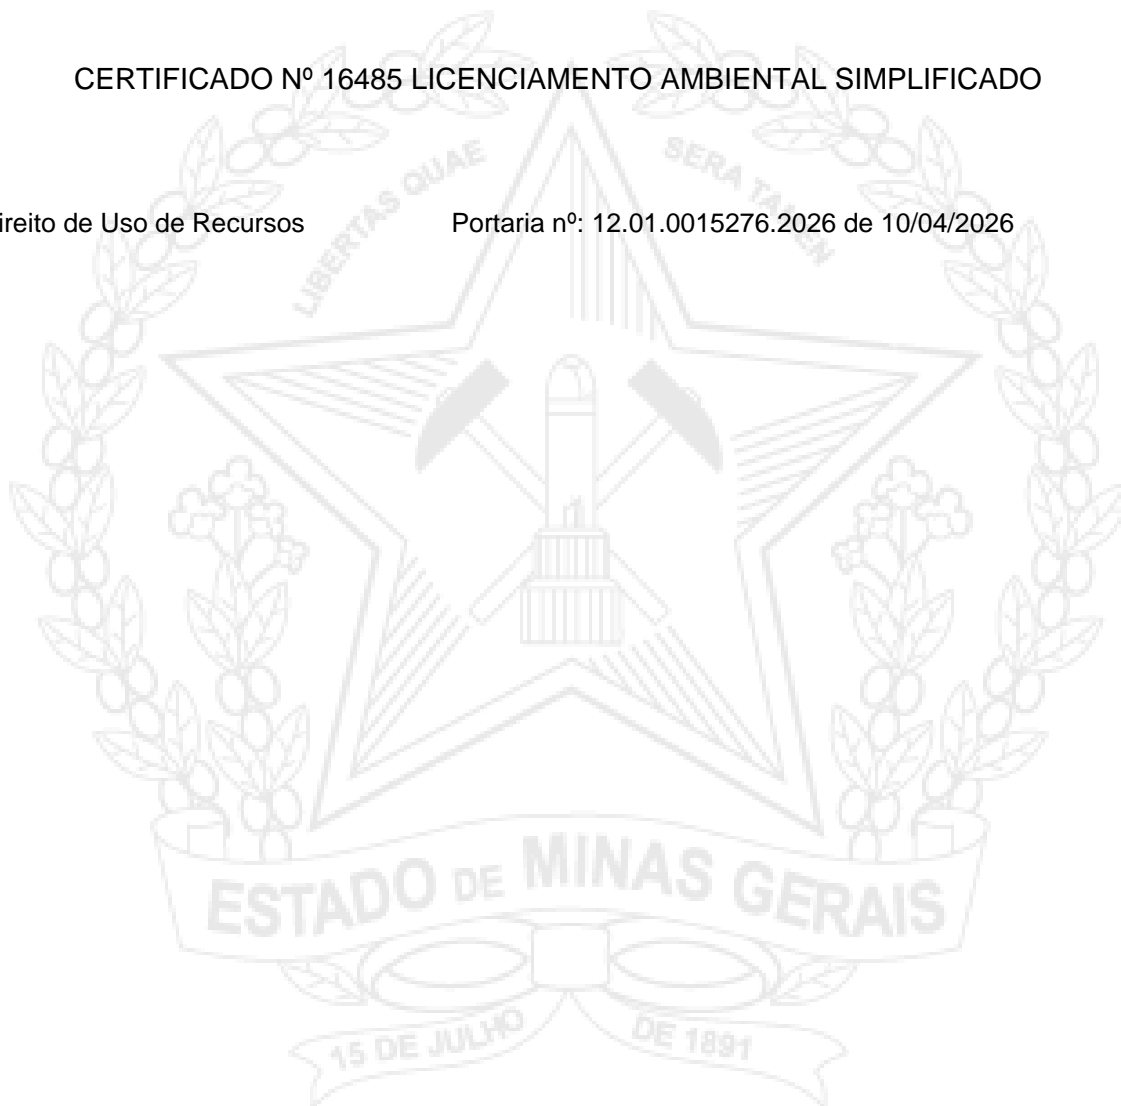 CERTIFICADO Nº 16485 LICENCIAMENTO AMBIENTAL SIMPLIFICADO
LIBERTAS QUAE SERA TAMEN
ireito de Uso de Recursos Portaria nº: 12.01.0015276.2026 de 10/04/2026
ESTADO DE MINAS GERAIS
15 DE JULHO DE 1891